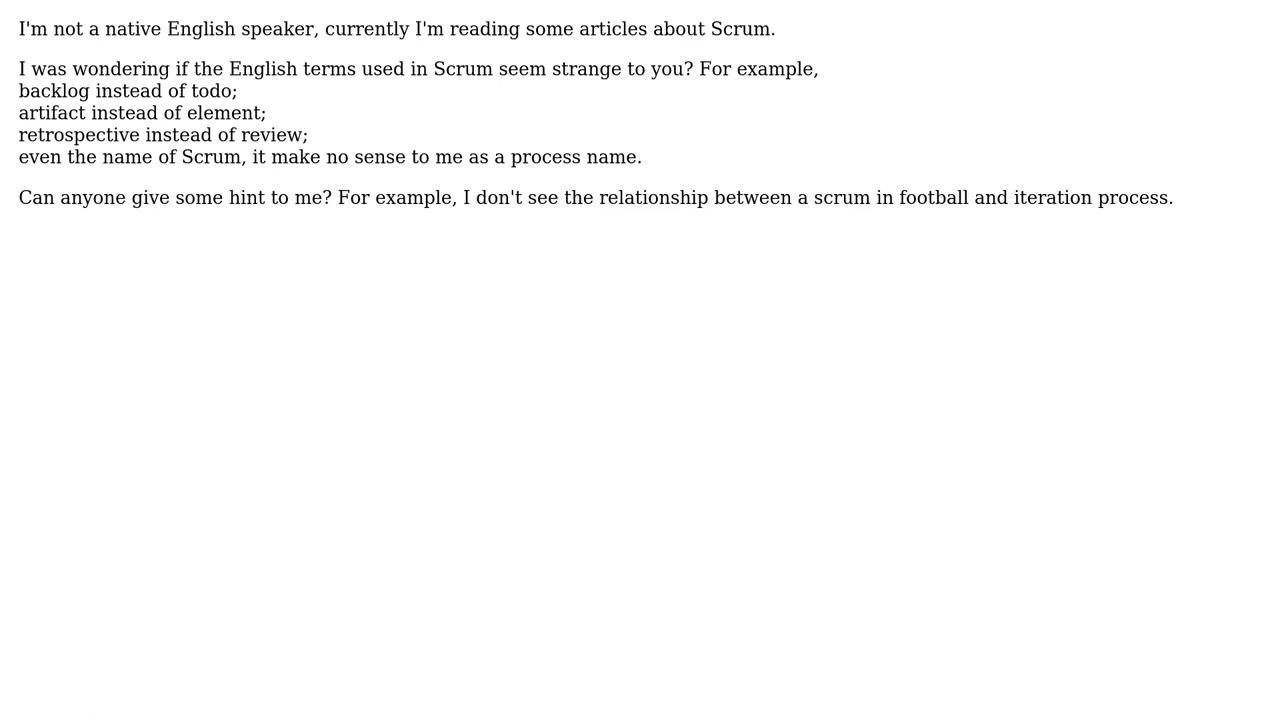 I'm not a native English speaker, currently I'm reading some articles about Scrum.
I was wondering if the English terms used in Scrum seem strange to you? For example,
backlog instead of todo;
artifact instead of element;
retrospective instead of review;
even the name of Scrum, it make no sense to me as a process name.
Can anyone give some hint to me? For example, I don't see the relationship between a scrum in football and iteration process.